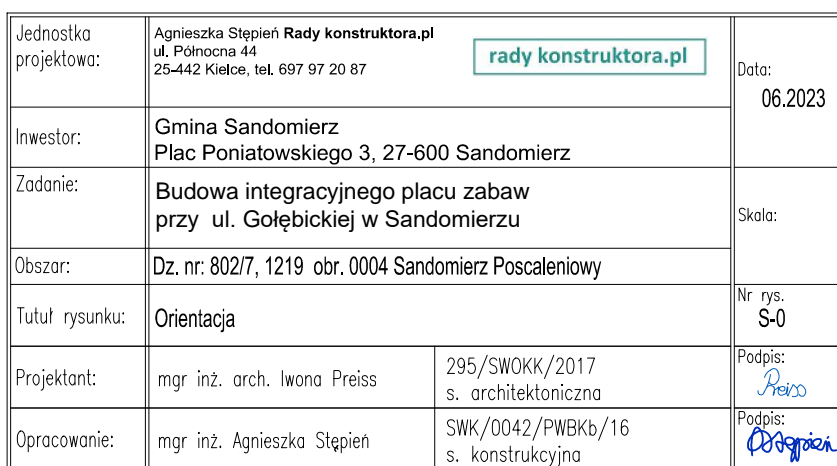 Jednostka
projektowa:
Agnieszka Stępień Rady konstruktora.pl
ul. Północna 44
25-442 Kielce, tel. 697 97 20 87
rady konstruktora.pl
Data:
06.2023
Inwestor:
Gmina Sandomierz
Plac Poniatowskiego 3, 27-600 Sandomierz
Zadanie:
Budowa integracyjnego placu zabaw
przy ul. Gołębickiej w Sandomierzu
Skala:
Obszar:
Dz. nr: 802/7, 1219 obr. 0004 Sandomierz Poscaleniowy
Tutuł rysunku:
Orientacja
Nr rys.
S-0
Projektant:
mgr inż. arch. Iwona Preiss
295/SWOKK/2017
s. architektoniczna
Podpis:
Preiss
Opracowanie:
mgr inż. Agnieszka Stępień
SWK/0042/PWBKb/16
s. konstrukcyjna
Podpis:
AStępień